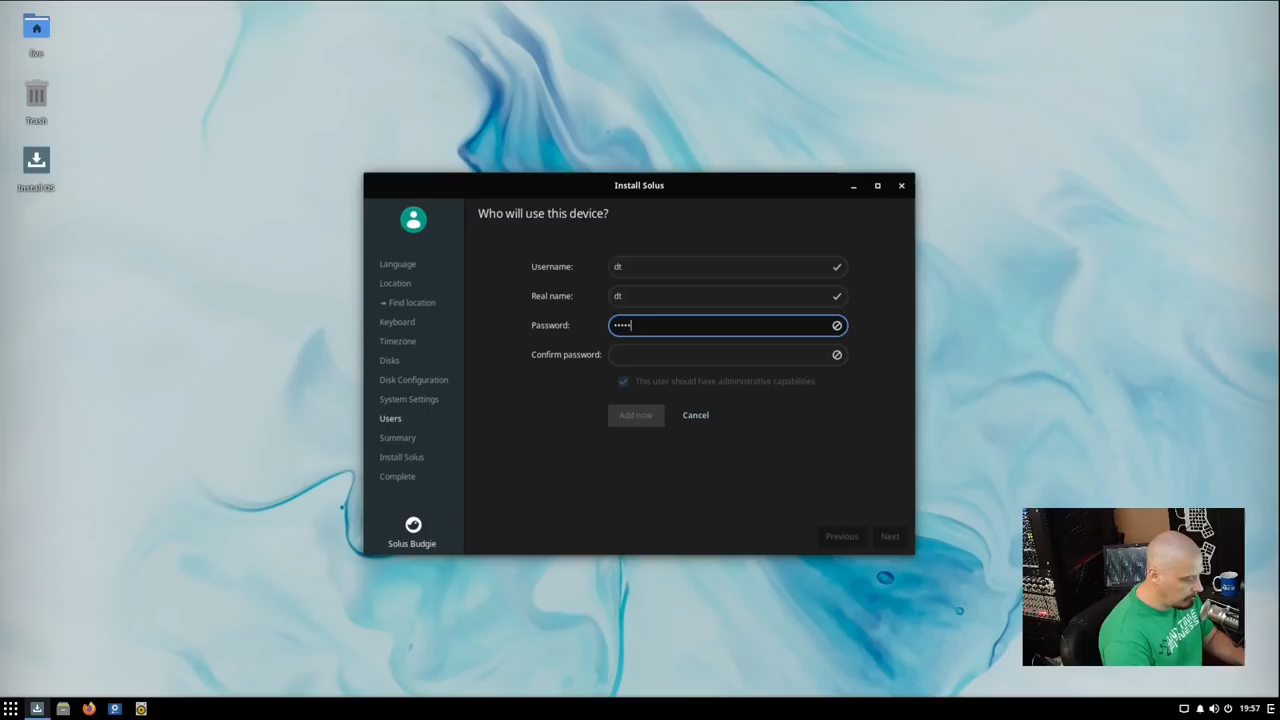 live
Trash
Install OS
Install Solus
Who will use this device?
Language
Location
Find location
Keyboard
Timezone
Disks
Disk Configuration
System Settings
Users
Summary
Install Solus
Complete
Solus Budgie
Username: dt
Real name: dt
Password: •••••
Confirm password:
This user should have administrative capabilities
Add now Cancel
Previous Next
19:57